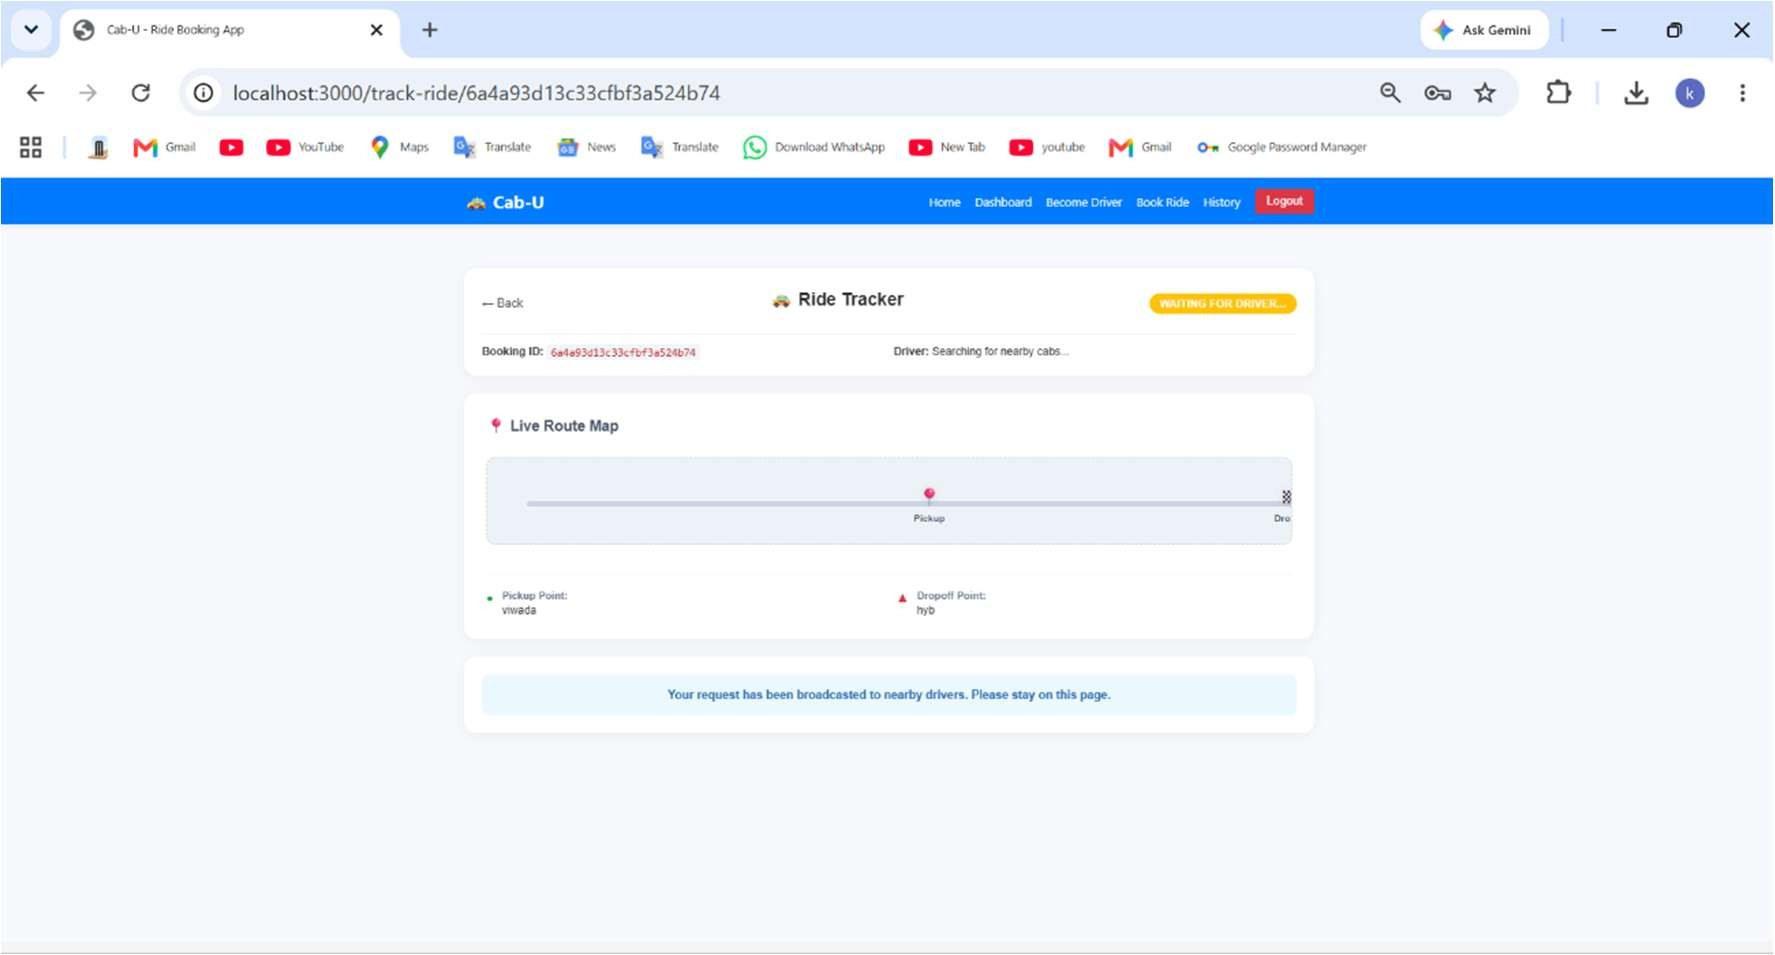 Cab-U - Ride Booking App
Ask Gemini
localhost:3000/track-ride/6a4a93d13c33cfbf3a524b74
k
Gmail YouTube Maps Translate News Translate Download WhatsApp New Tab youtube Gmail Google Password Manager
Cab-U Home Dashboard Become Driver Book Ride History Logout
← Back Ride Tracker WAITING FOR DRIVER...
Booking ID: 6a4a93d13c33cfbf3a524b74 Driver: Searching for nearby cabs...
Live Route Map
Pickup Dro
Pickup Point: Dropoff Point:
viwada hyb
Your request has been broadcasted to nearby drivers. Please stay on this page.